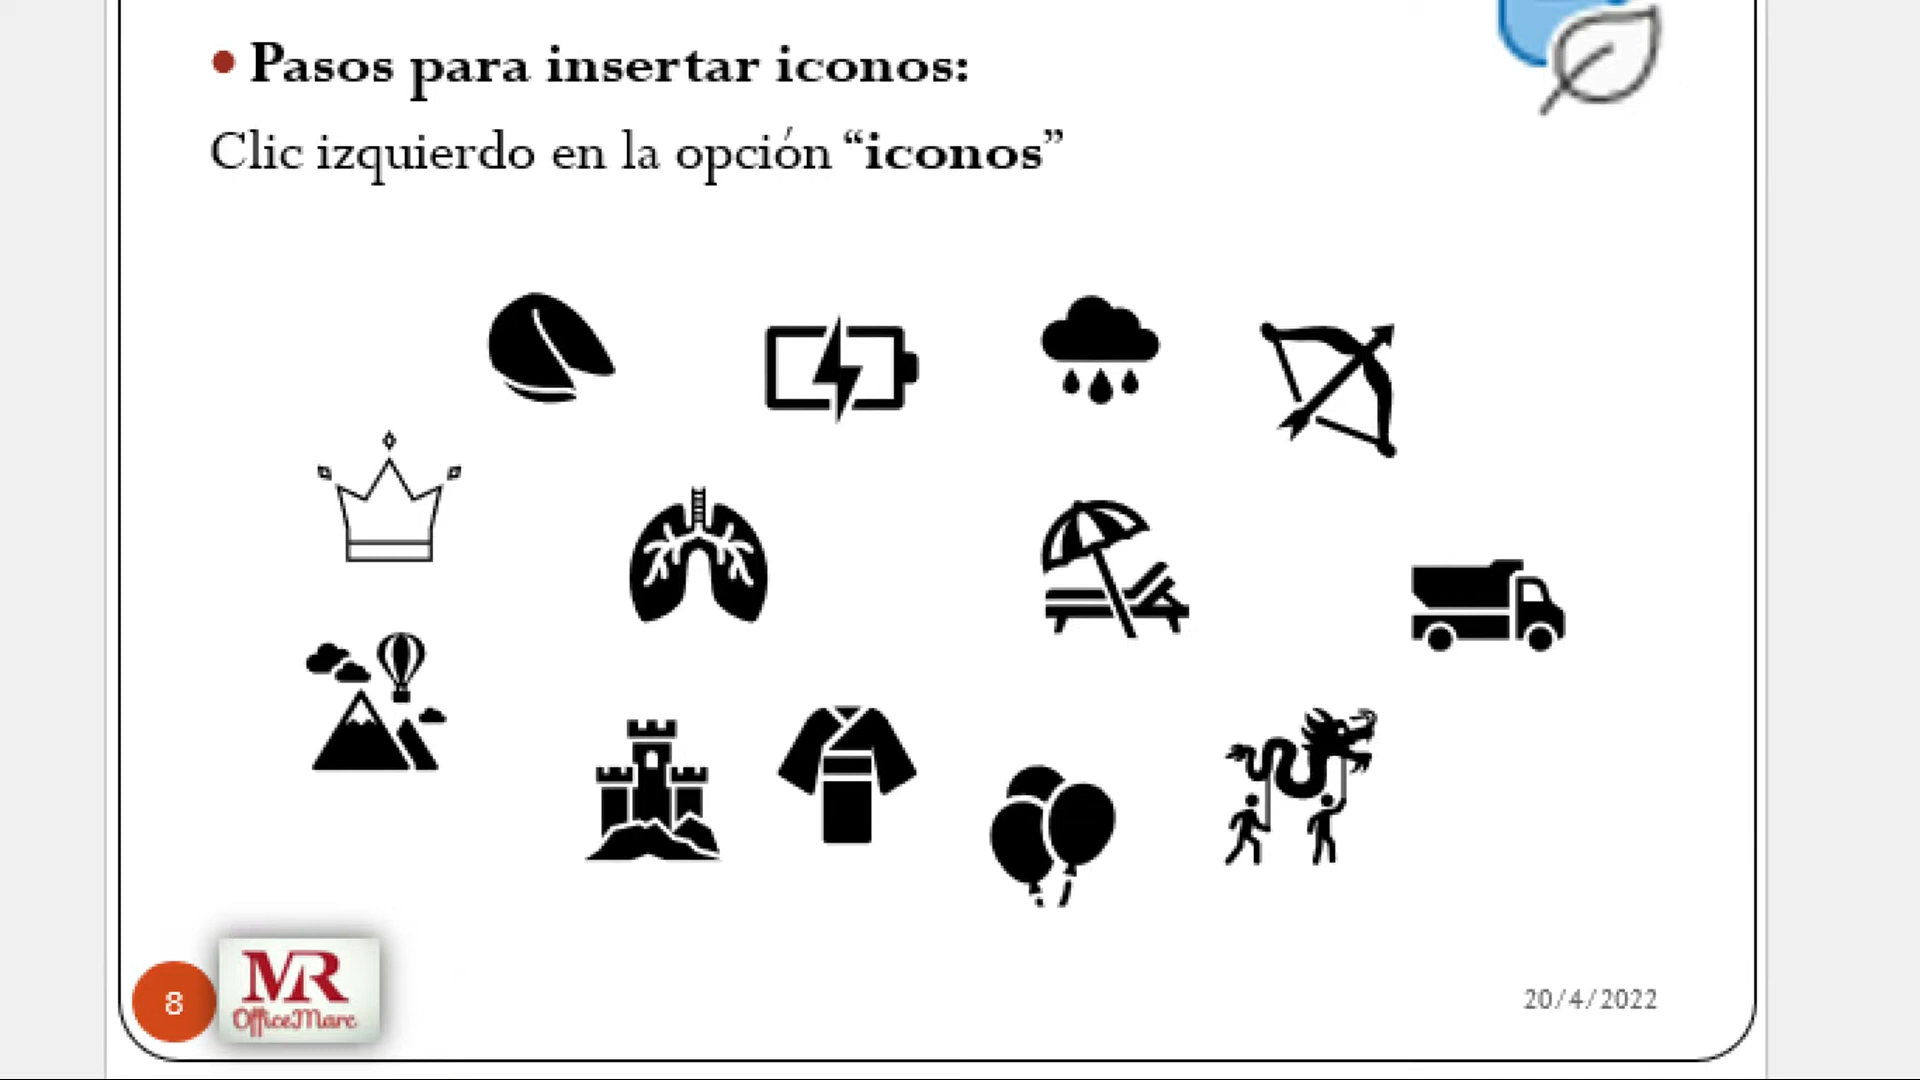 • Pasos para insertar iconos:
Clic izquierdo en la opción “iconos”
8
MR
OfficeMarc
20/4/2022